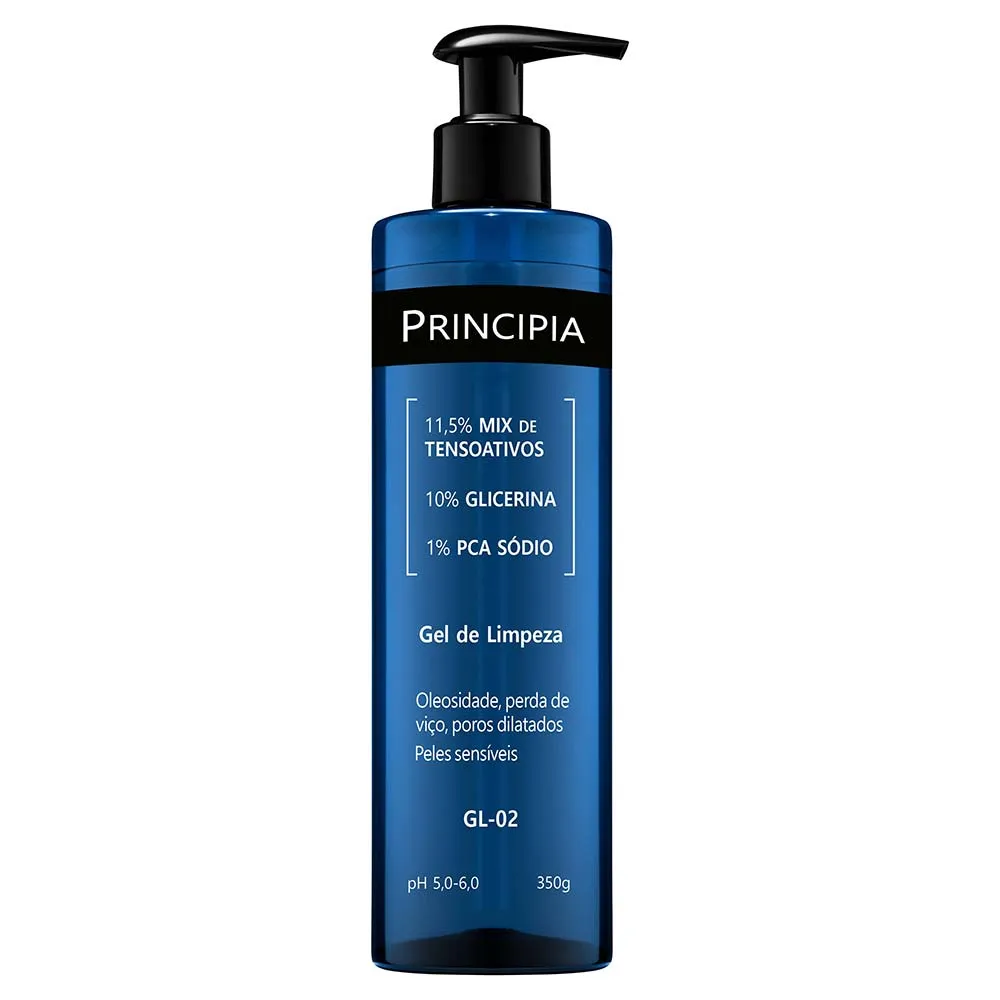 PRINCIPIA
11,5% MIX DE
TENSOATIVOS
10% GLICERINA
1% PCA SÓDIO
Gel de Limpeza
Oleosidade, perda de
viço, poros dilatados
Peles sensíveis
GL-02
pH 5,0-6,0 350g